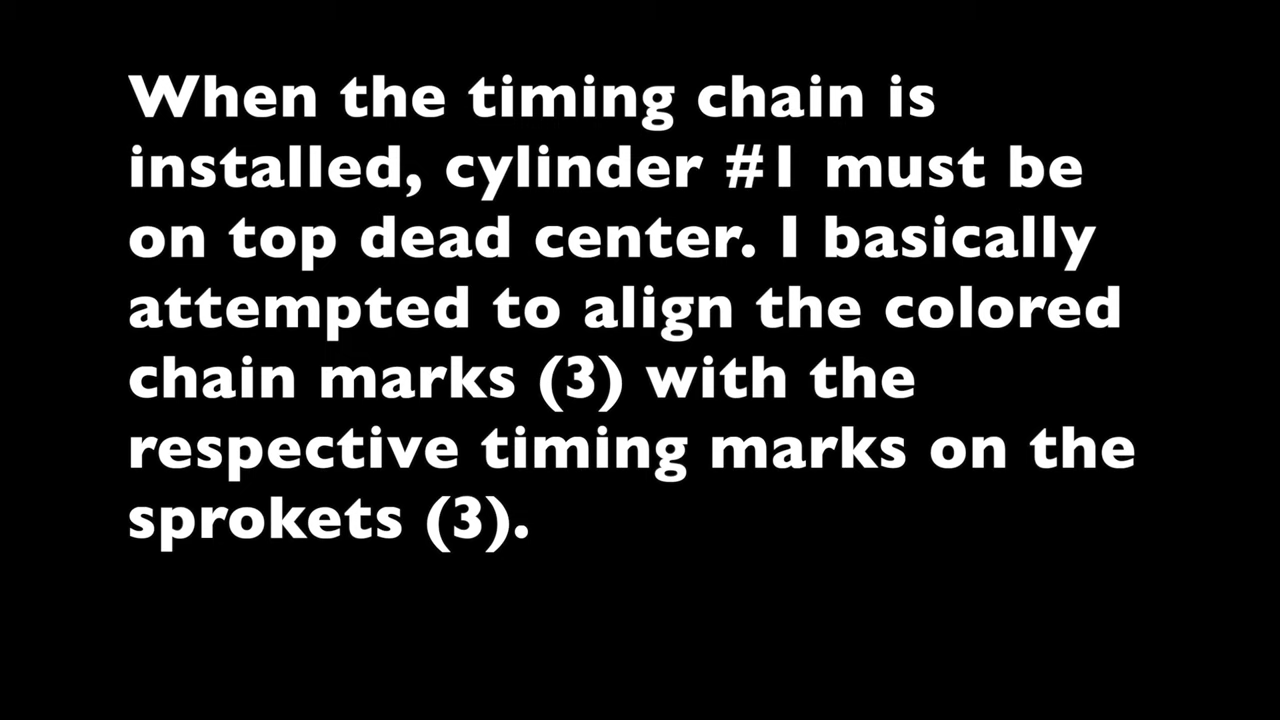 When the timing chain is
installed, cylinder #1 must be
on top dead center. I basically
attempted to align the colored
chain marks (3) with the
respective timing marks on the
sprokets (3).